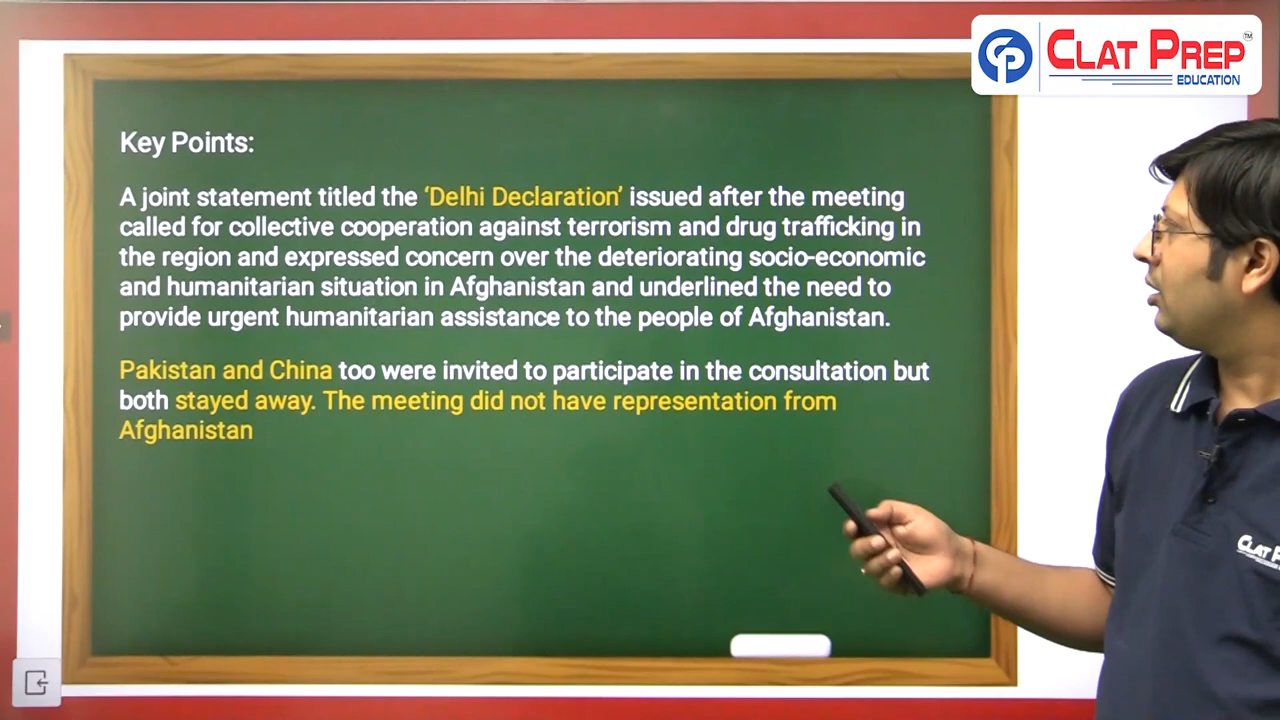 CLAT PREP TM
EDUCATION
Key Points:
A joint statement titled the ‘Delhi Declaration’ issued after the meeting
called for collective cooperation against terrorism and drug trafficking in
the region and expressed concern over the deteriorating socio-economic
and humanitarian situation in Afghanistan and underlined the need to
provide urgent humanitarian assistance to the people of Afghanistan.
Pakistan and China too were invited to participate in the consultation but
both stayed away. The meeting did not have representation from
Afghanistan
CLAT P